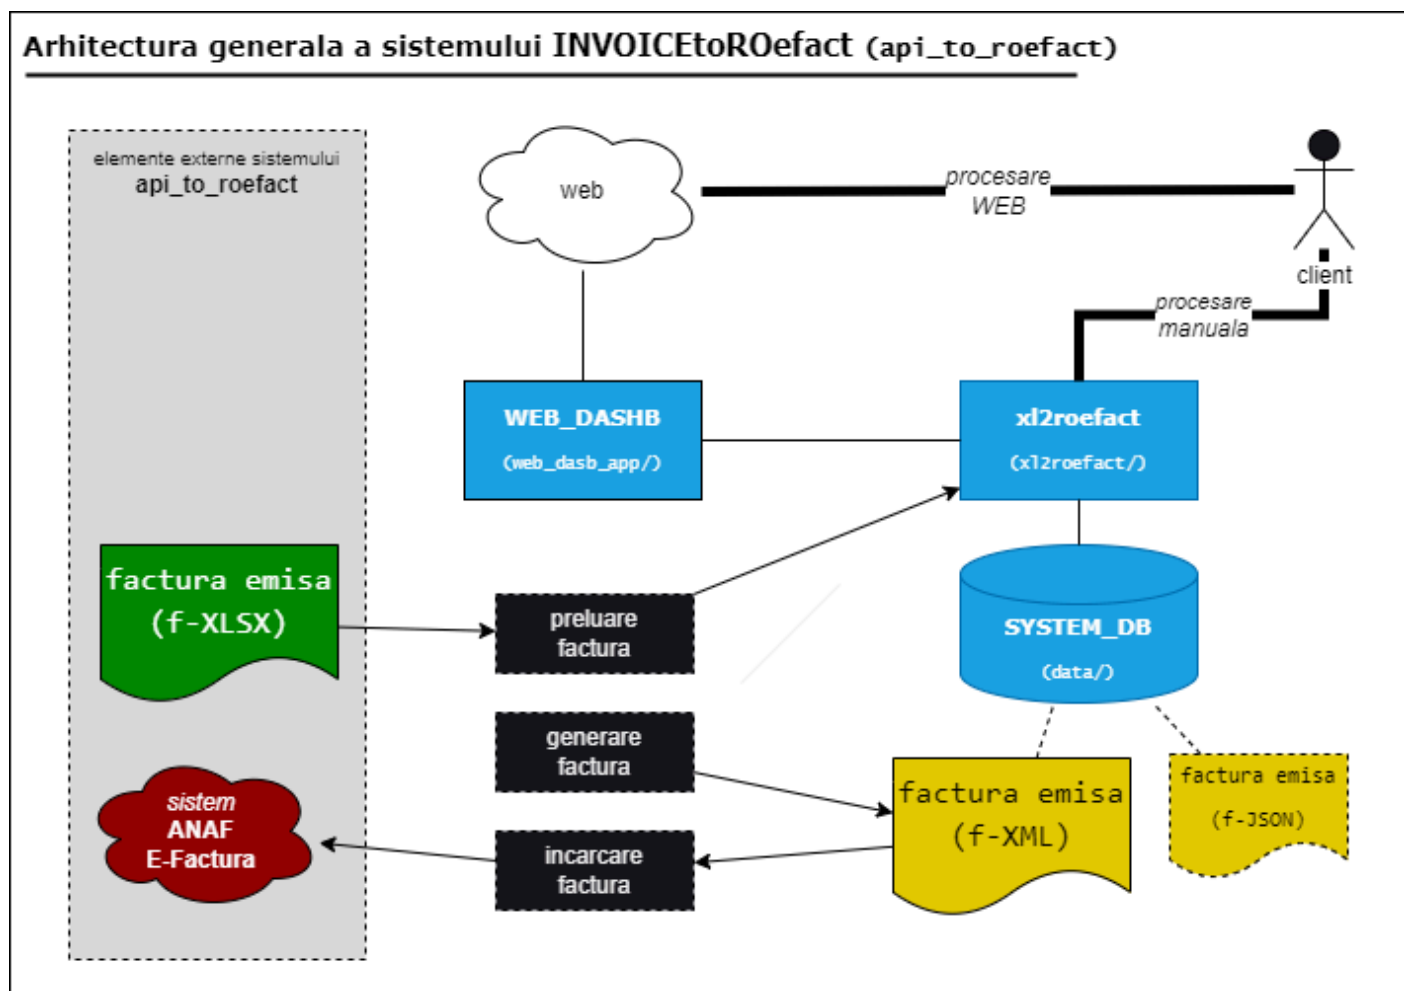 Arhitectura generala a sistemului INVOICEtoROefact (api_to_roefact)
elemente externe sistemului
api_to_roefact
web
procesare
WEB
client
procesare
manuala
WEB_DASHB
(web_dasb_app/)
xl2roefact
(xl2roefact/)
factura emisa
(f-XLSX)
preluare
factura
SYSTEM_DB
(data/)
generare
factura
factura emisa
(f-XML)
factura emisa
(f-JSON)
sistem
ANAF
E-Factura
incarcare
factura